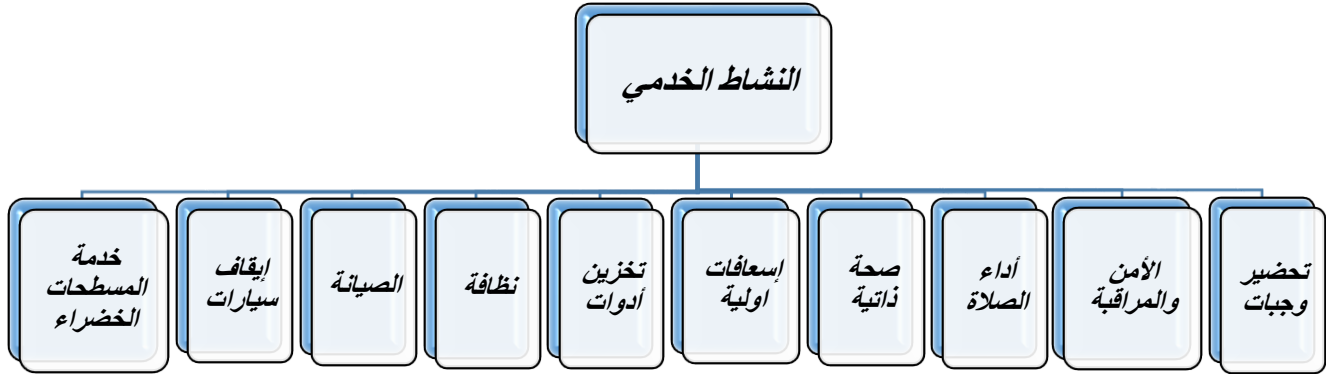 النشاط الخدمي
تحضير
وجبات
الأمن
والمراقبة
أداء
الصلاة
صحة
ذاتية
إسعافات
اولية
تخزين
أدوات
نظافة
الصيانة
إيقاف
سيارات
خدمة
المسطحات
الخضراء